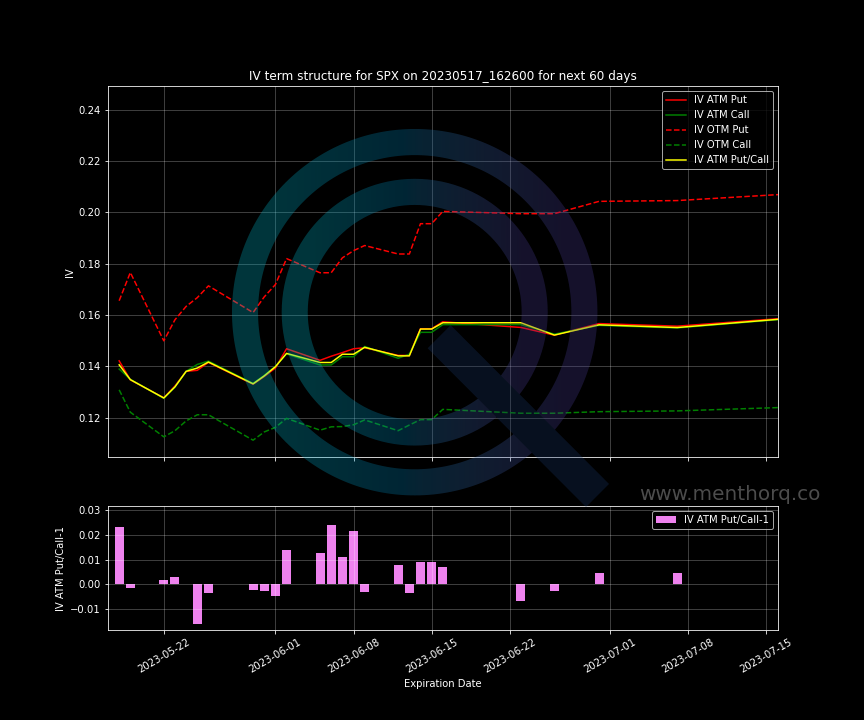 IV term structure for SPX on 20230517_162600 for next 60 days
IV ATM Put
IV ATM Call
IV OTM Put
IV OTM Call
IV ATM Put/Call
0.24
0.22
0.20
0.18
0.16
0.14
0.12
IV
www.menthorq.co
IV ATM Put/Call-1
0.03
0.02
0.01
0.00
−0.01
IV ATM Put/Call-1
2023-05-22
2023-06-01
2023-06-08
2023-06-15
2023-06-22
2023-07-01
2023-07-08
2023-07-15
Expiration Date